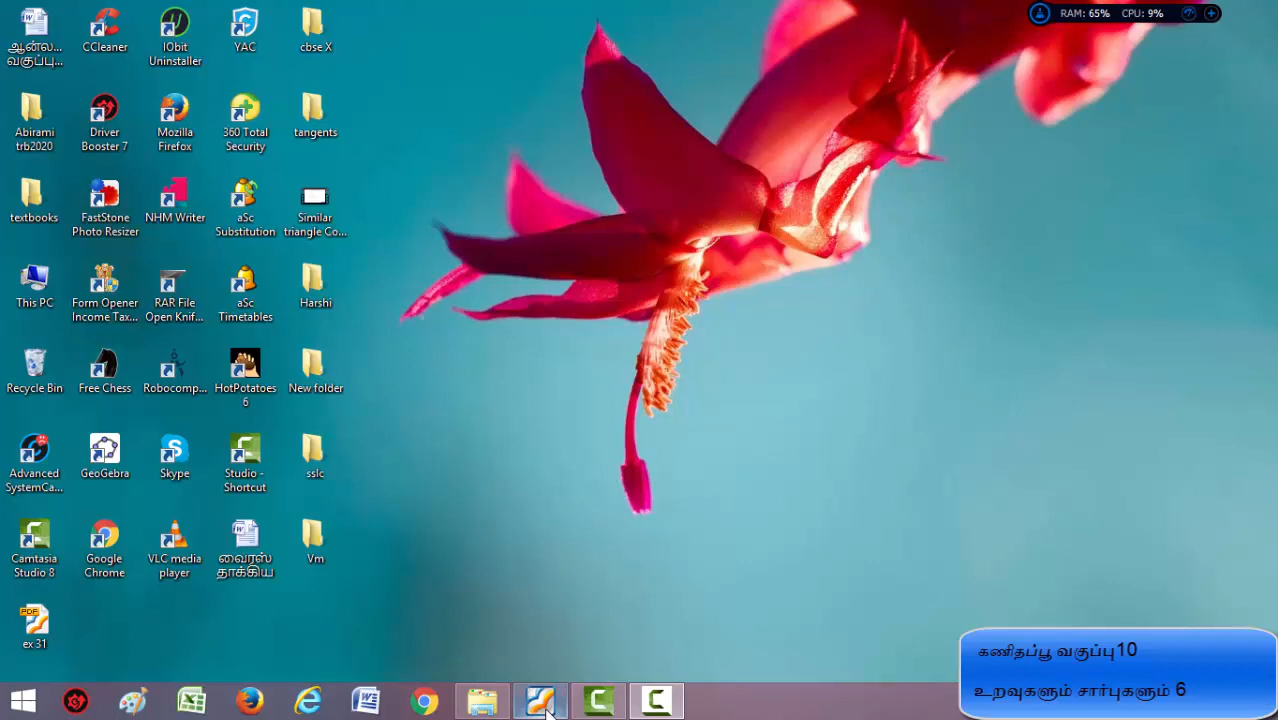 ஆன்ல...
வகுப்பு...
CCleaner
IObit
Uninstaller
YAC
cbse X
RAM: 65% CPU: 9%
Abirami
trb2020
Driver
Booster 7
Mozilla
Firefox
360 Total
Security
tangents
textbooks
FastStone
Photo Resizer
NHM Writer
aSc
Substitution
Similar
triangle Co...
This PC
Form Opener
Income Tax...
RAR File
Open Knif...
aSc
Timetables
Harshi
Recycle Bin
Free Chess
Robocomp...
HotPotatoes
6
New folder
Advanced
SystemCa...
GeoGebra
Skype
Studio -
Shortcut
sslc
Camtasia
Studio 8
Google
Chrome
VLC media
player
வைரஸ்
தாக்கிய
Vm
PDF
ex 31
கணிதப்பூ வகுப்பு10
உறவுகளும் சார்புகளும் 6